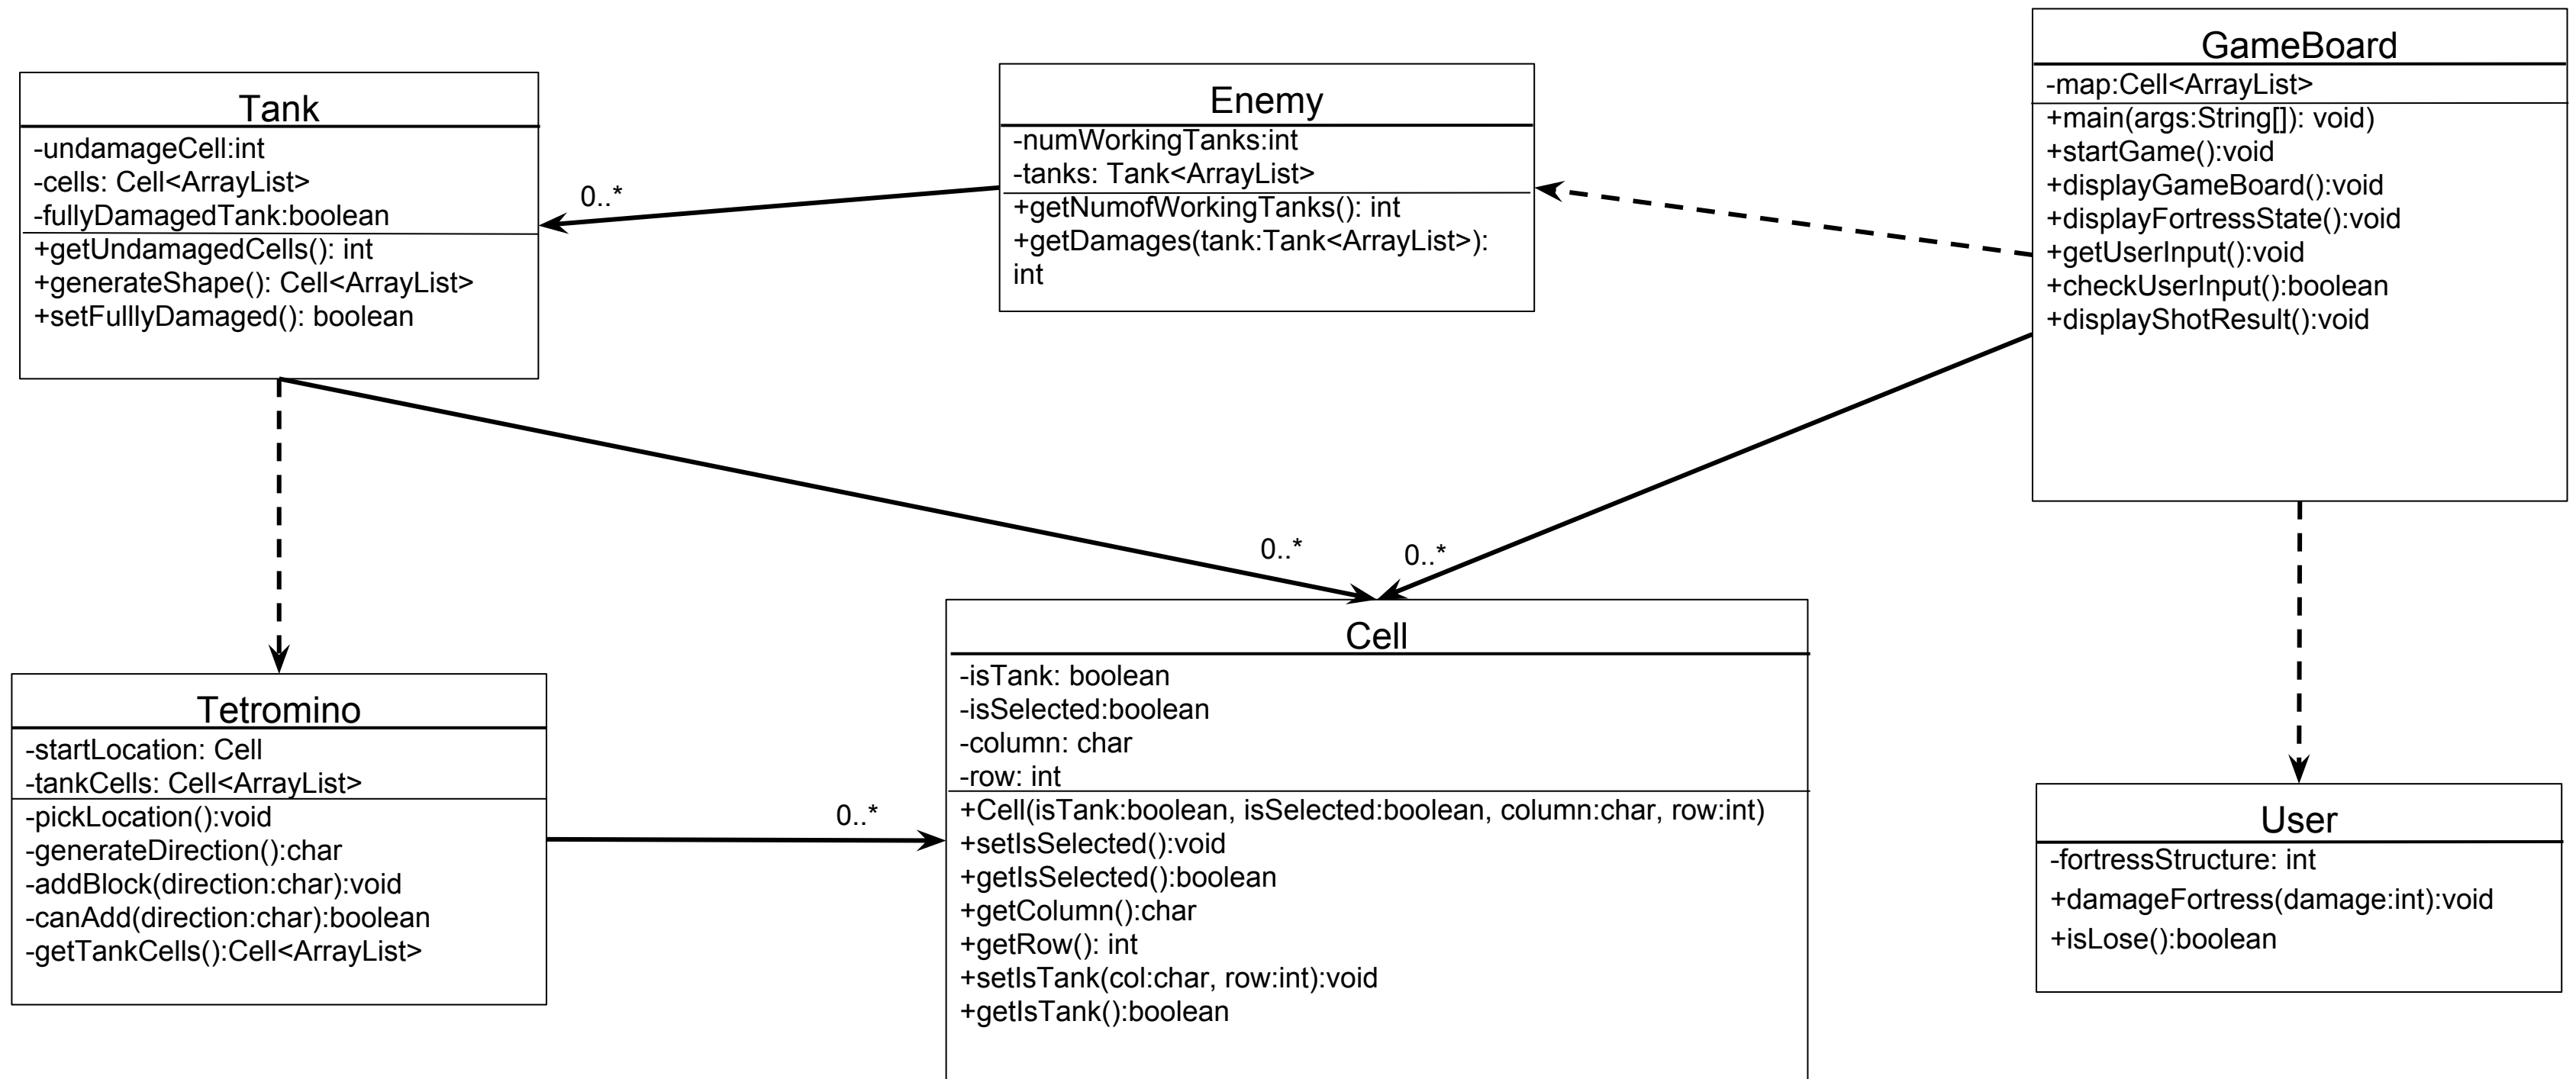 Tank
-undamageCell:int
-cells: Cell<ArrayList>
-fullyDamagedTank:boolean
+getUndamagedCells(): int
+generateShape(): Cell<ArrayList>
+setFulllyDamaged(): boolean
0..*
Enemy
-numWorkingTanks:int
-tanks: Tank<ArrayList>
+getNumofWorkingTanks(): int
+getDamages(tank:Tank<ArrayList>):
int
GameBoard
-map:Cell<ArrayList>
+main(args:String[]): void)
+startGame():void
+displayGameBoard():void
+displayFortressState():void
+getUserInput():void
+checkUserInput():boolean
+displayShotResult():void
0..*
0..*
Tetromino
-startLocation: Cell
-tankCells: Cell<ArrayList>
-pickLocation():void
-generateDirection():char
-addBlock(direction:char):void
-canAdd(direction:char):boolean
-getTankCells():Cell<ArrayList>
0..*
Cell
-isTank: boolean
-isSelected:boolean
-column: char
-row: int
+Cell(isTank:boolean, isSelected:boolean, column:char, row:int)
+setIsSelected():void
+getIsSelected():boolean
+getColumn():char
+getRow(): int
+setIsTank(col:char, row:int):void
+getIsTank():boolean
User
-fortressStructure: int
+damageFortress(damage:int):void
+isLose():boolean